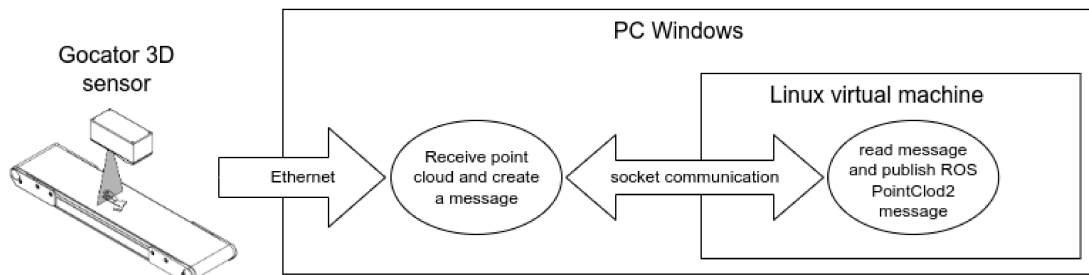 Gocator 3D
sensor
PC Windows
Linux virtual machine
Ethernet
Receive point
cloud and create
a message
socket communication
read message
and publish ROS
PointClod2
message